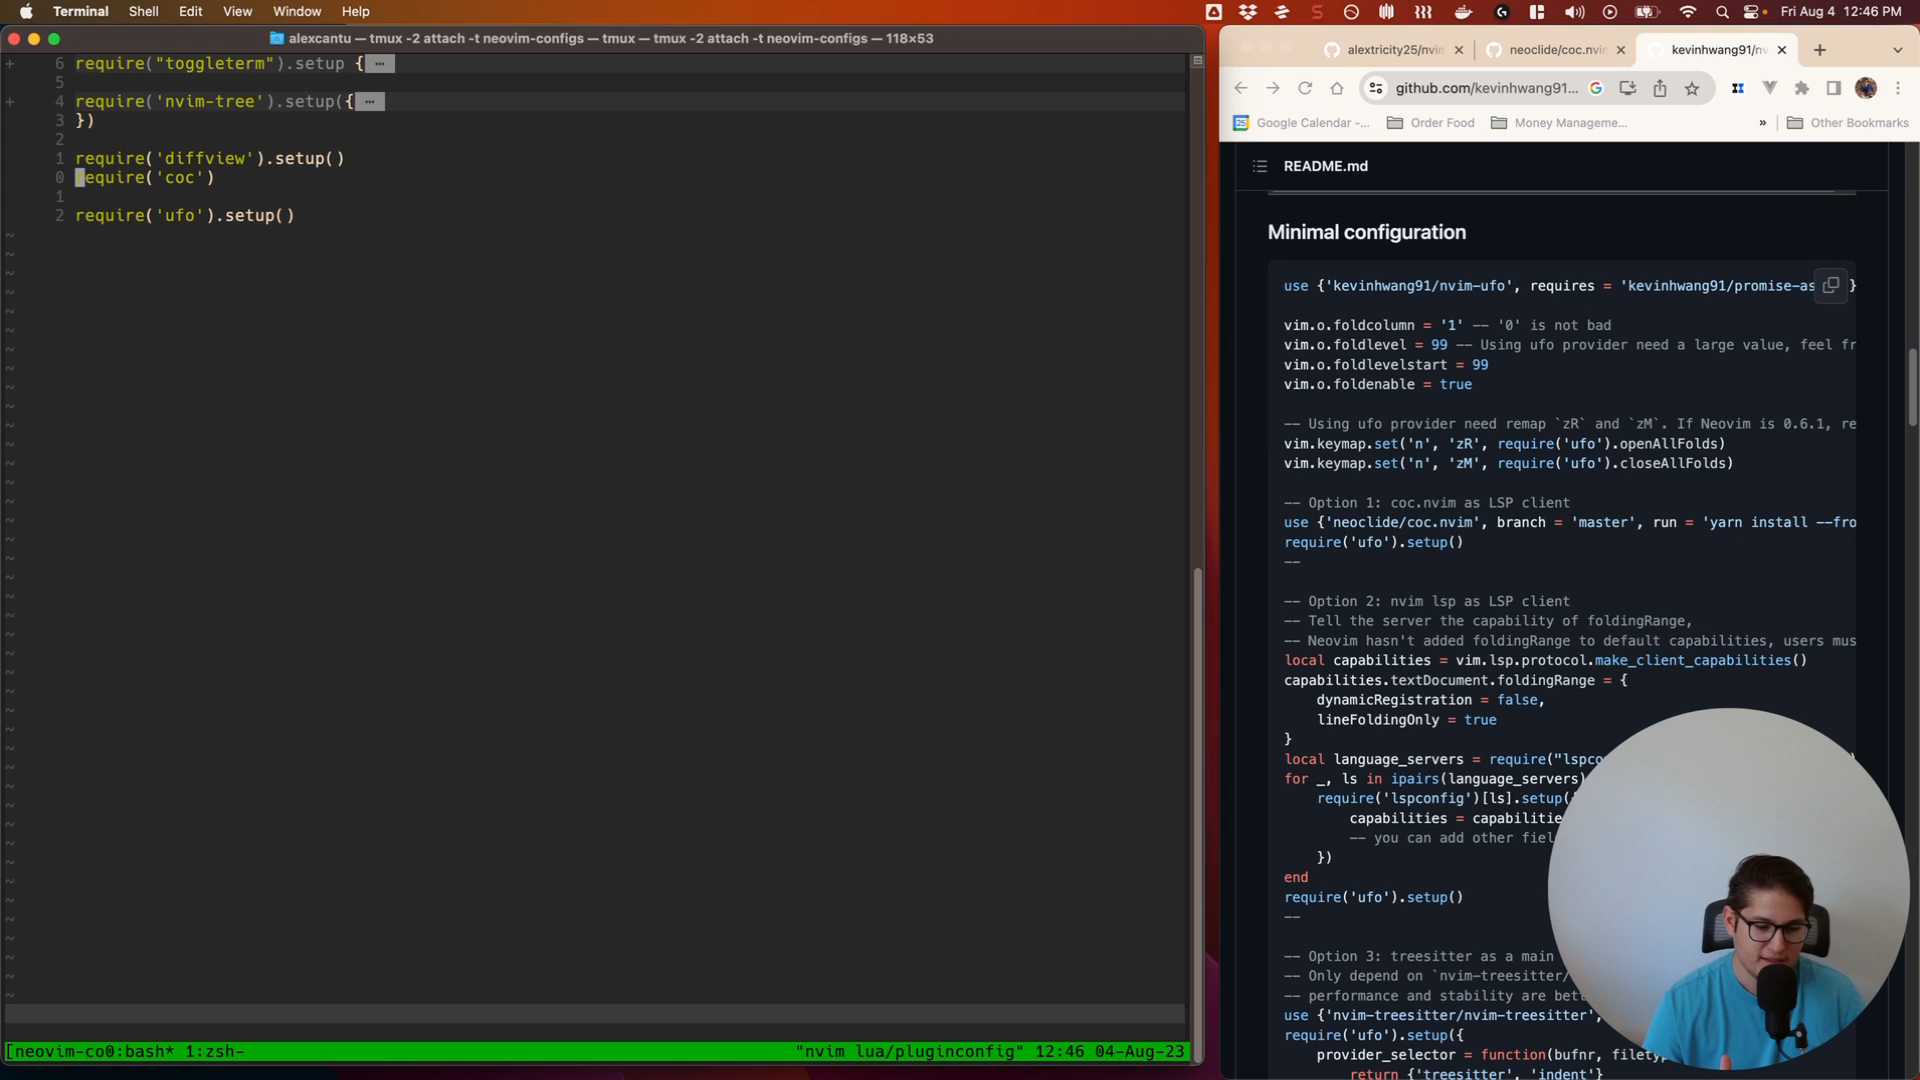 Terminal Shell Edit View Window Help
Fri Aug 4 12:46 PM
alexcantu — tmux -2 attach -t neovim-configs — tmux — tmux -2 attach -t neovim-configs — 118×53
+ 6 require("toggleterm").setup { ⋯
5
+ 4 require('nvim-tree').setup({ ⋯
3 })
2
1 require('diffview').setup()
0 require('coc')
1
2 require('ufo').setup()
[neovim-co0:bash* 1:zsh- "nvim lua/pluginconfig" 12:46 04-Aug-23
alextricity25/nvim
neoclide/coc.nvim
kevinhwang91/nv
github.com/kevinhwang91...
Google Calendar -...
Order Food
Money Manageme...
»
Other Bookmarks
README.md
Minimal configuration
use {'kevinhwang91/nvim-ufo', requires = 'kevinhwang91/promise-as }
vim.o.foldcolumn = '1' -- '0' is not bad
vim.o.foldlevel = 99 -- Using ufo provider need a large value, feel fr
vim.o.foldlevelstart = 99
vim.o.foldenable = true
-- Using ufo provider need remap `zR` and `zM`. If Neovim is 0.6.1, re
vim.keymap.set('n', 'zR', require('ufo').openAllFolds)
vim.keymap.set('n', 'zM', require('ufo').closeAllFolds)
-- Option 1: coc.nvim as LSP client
use {'neoclide/coc.nvim', branch = 'master', run = 'yarn install --fro
require('ufo').setup()
--
-- Option 2: nvim lsp as LSP client
-- Tell the server the capability of foldingRange,
-- Neovim hasn't added foldingRange to default capabilities, users mus
local capabilities = vim.lsp.protocol.make_client_capabilities()
capabilities.textDocument.foldingRange = {
dynamicRegistration = false,
lineFoldingOnly = true
}
local language_servers = require("lspco
for _, ls in ipairs(language_servers)
require('lspconfig')[ls].setup(
capabilities = capabilitie
-- you can add other fiel
})
end
require('ufo').setup()
--
-- Option 3: treesitter as a main
-- Only depend on `nvim-treesitter/
-- performance and stability are bet
use {'nvim-treesitter/nvim-treesitter',
require('ufo').setup({
provider_selector = function(bufnr, filetyp
return {'treesitter', 'indent'}